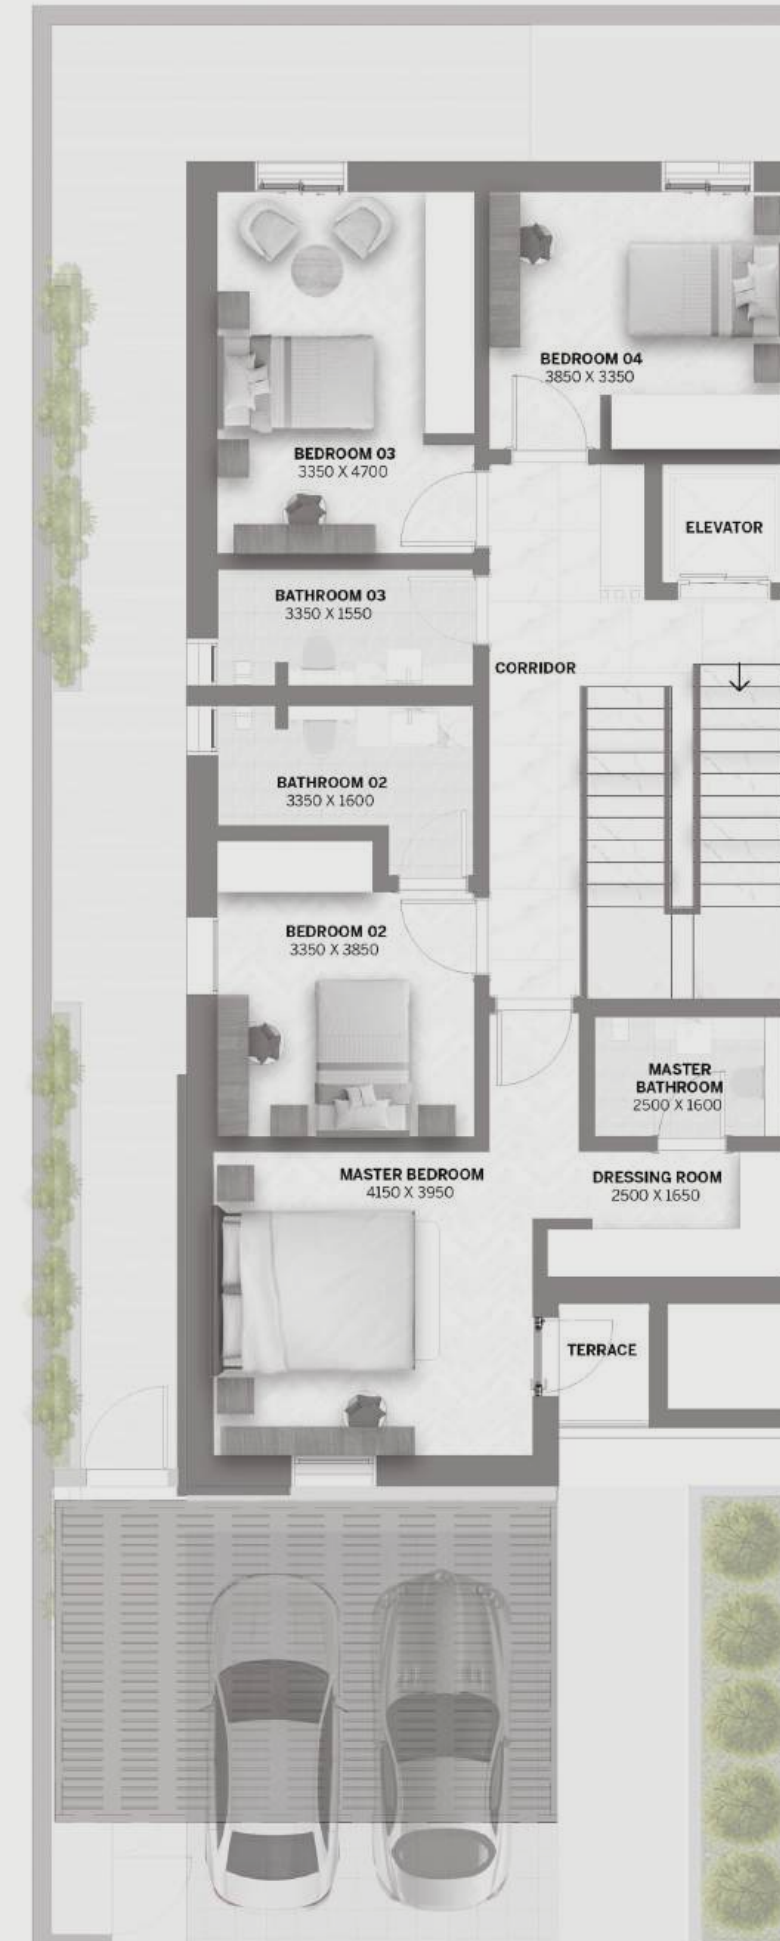 BEDROOM 04
3850 X 3350
BEDROOM 03
3350 X 4700
ELEVATOR
BATHROOM 03
3350 X 1550
CORRIDOR
BATHROOM 02
3350 X 1600
BEDROOM 02
3350 X 3850
MASTER
BATHROOM
2500 X 1600
MASTER BEDROOM
4150 X 3950
DRESSING ROOM
2500 X 1650
TERRACE